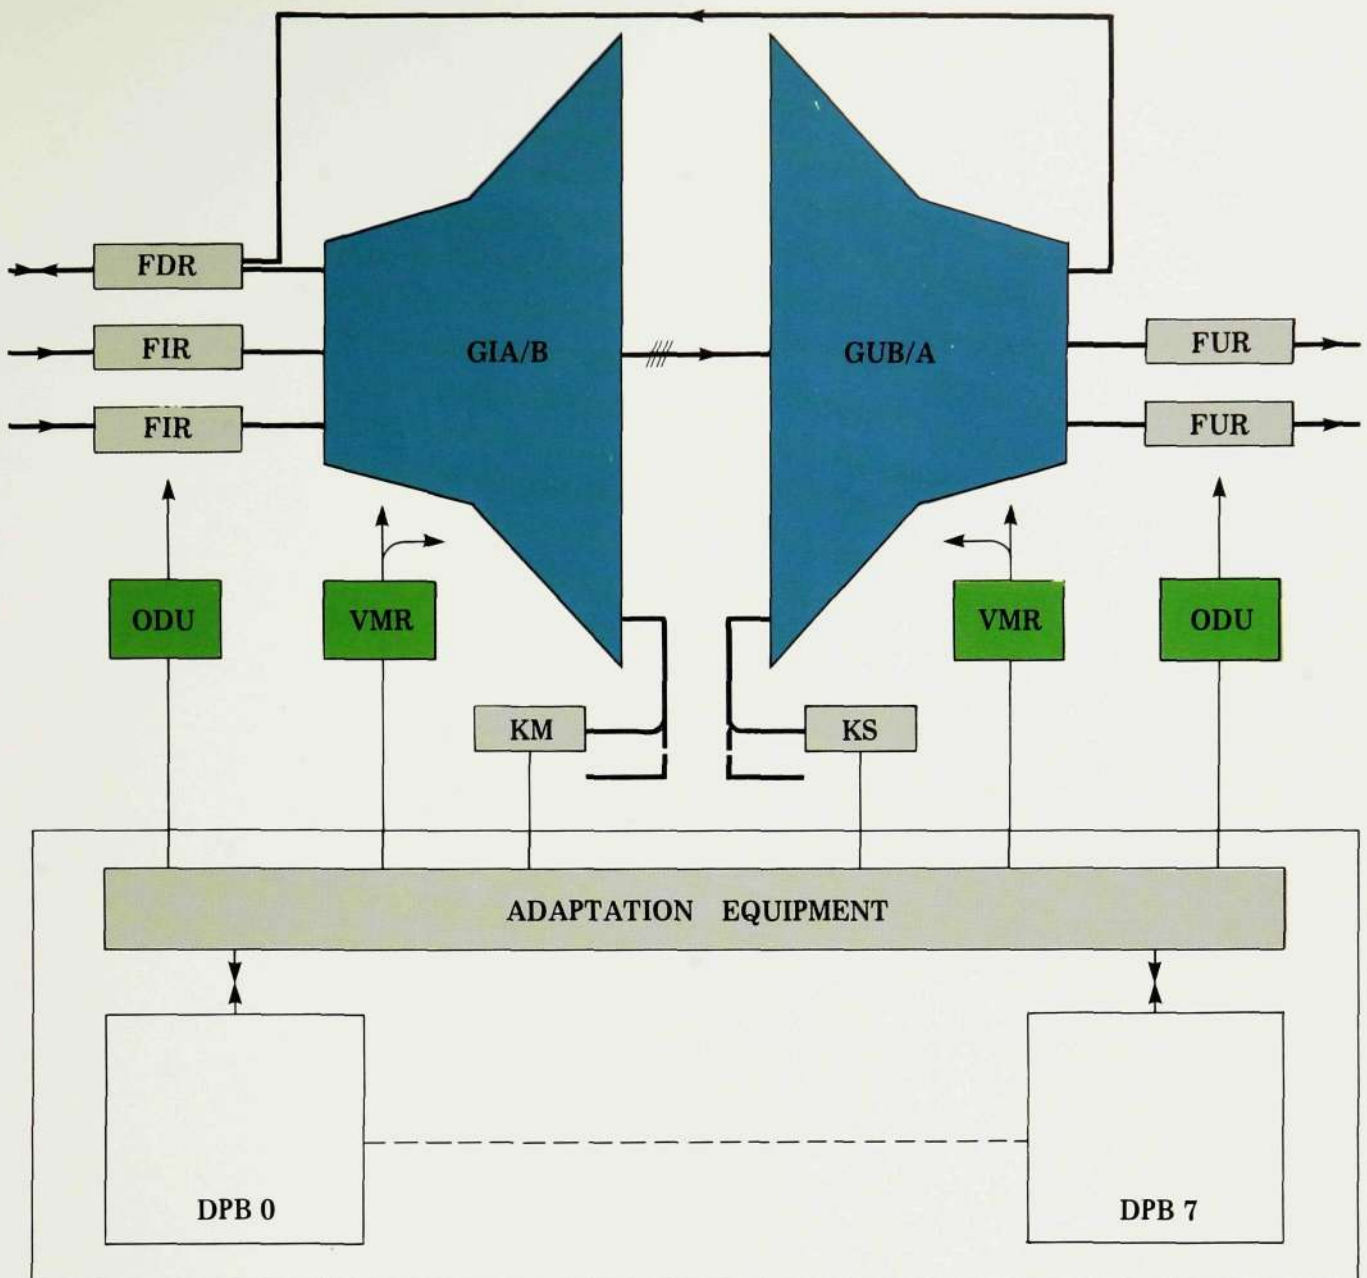 FDR
FIR
GIA/B
GUB/A
FUR
FIR
FUR
ODU
VMR
VMR
ODU
KM
KS
ADAPTATION EQUIPMENT
DPB 0
DPB 7